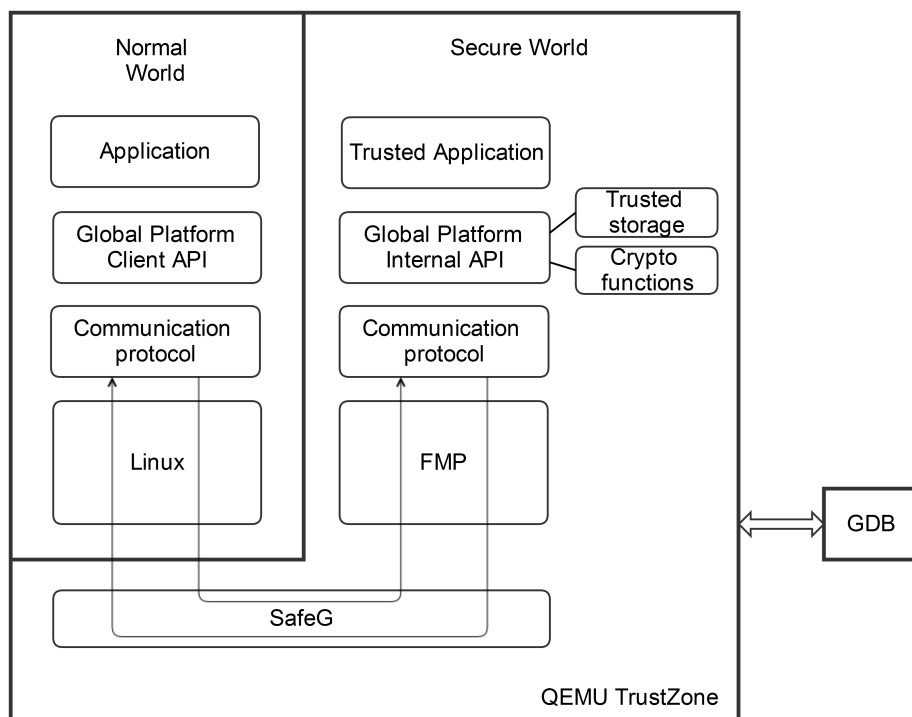 Normal
World
Secure World
Application
Trusted Application
Global Platform
Client API
Global Platform
Internal API
Trusted
storage
Crypto
functions
Communication
protocol
Communication
protocol
Linux
FMP
GDB
SafeG
QEMU TrustZone